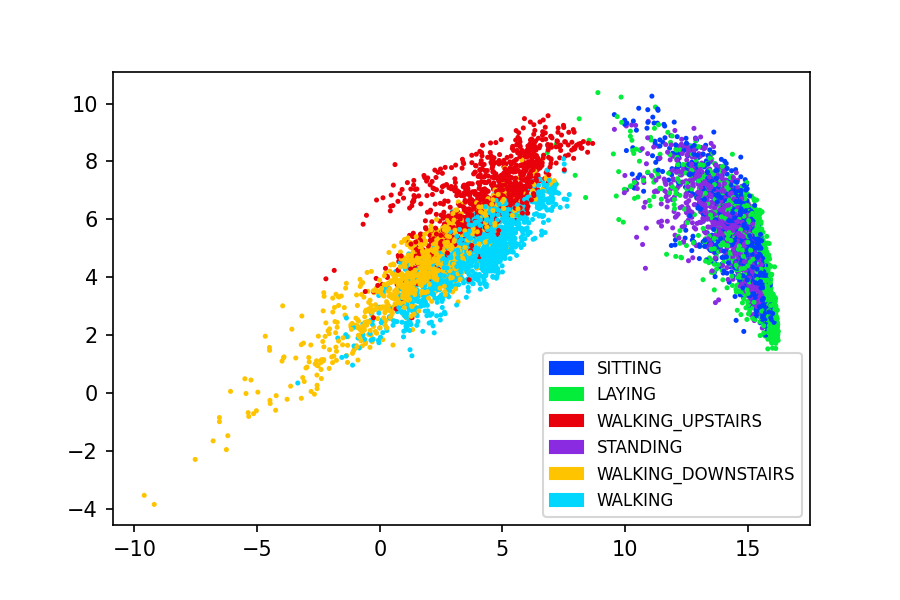 10
8
6
4
2
0
−2
−4
−10 −5 0 5 10 15
SITTING
LAYING
WALKING_UPSTAIRS
STANDING
WALKING_DOWNSTAIRS
WALKING